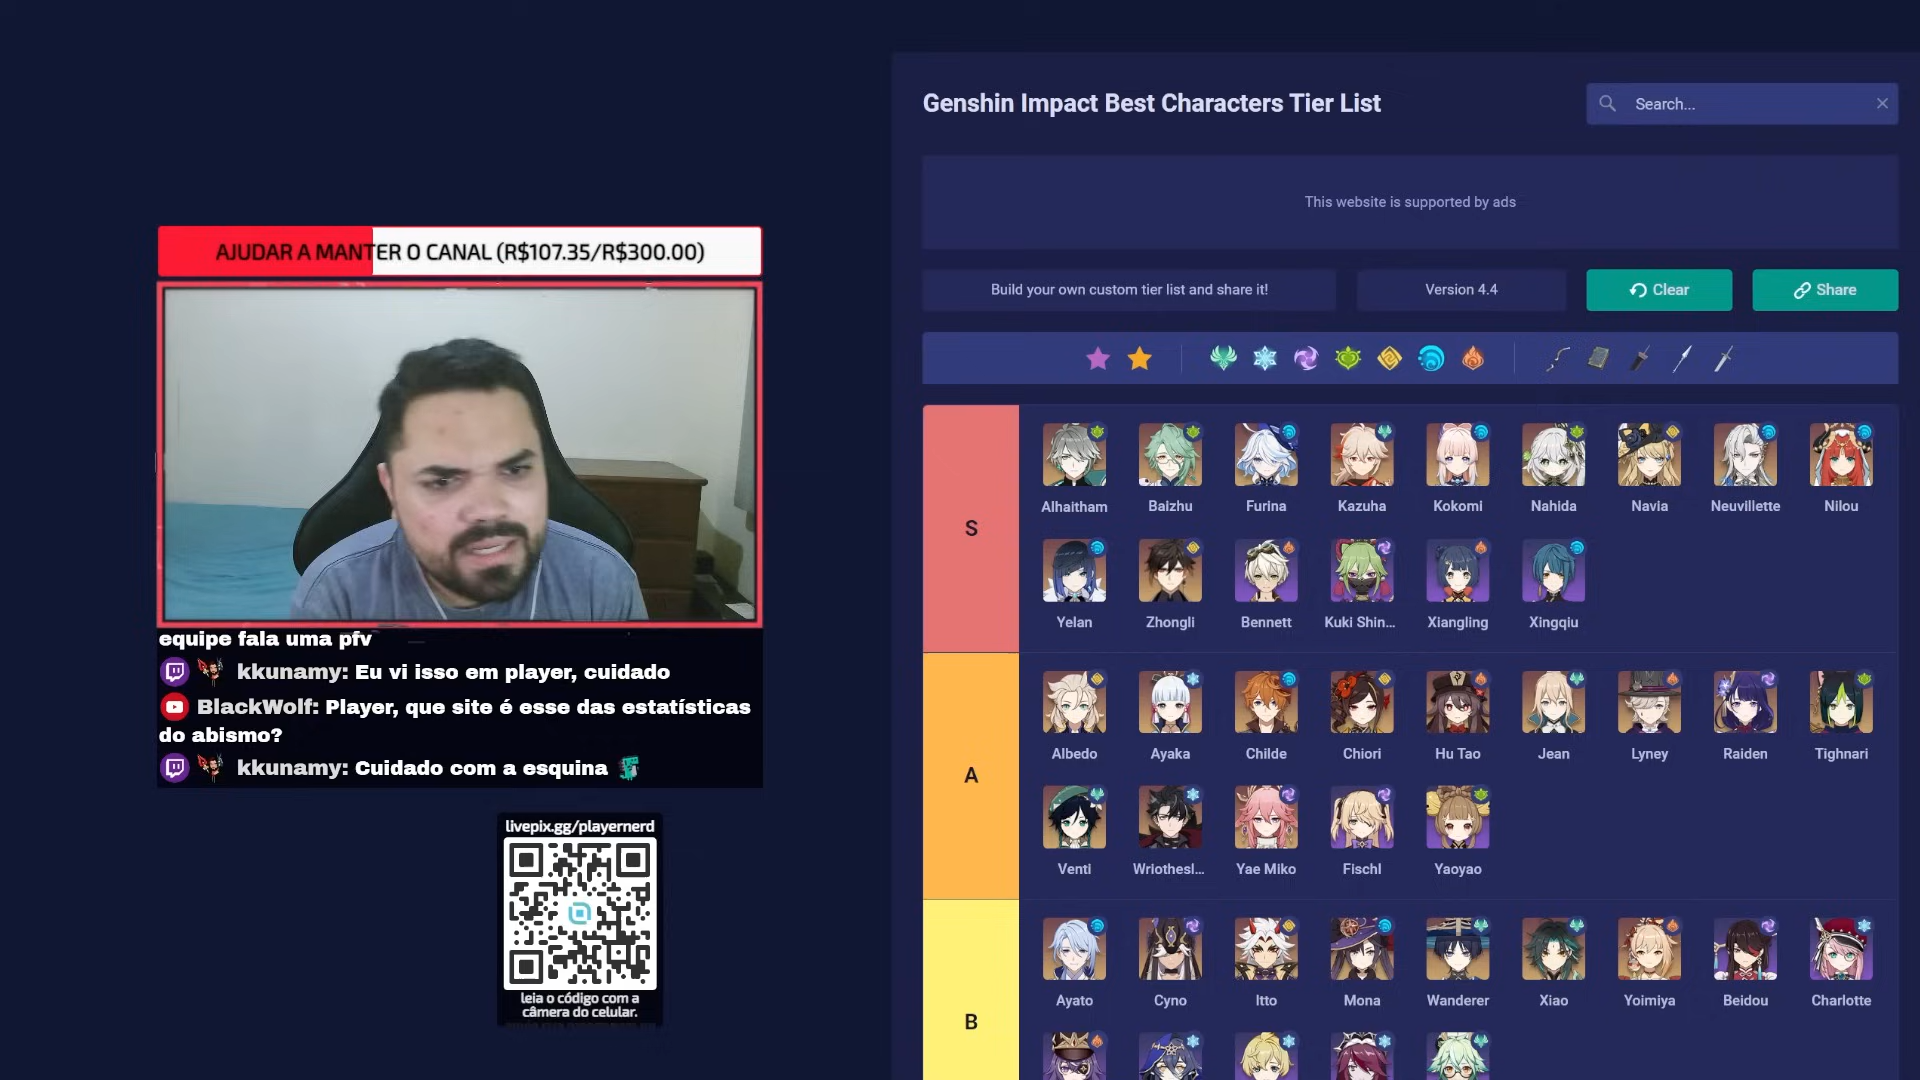 AJUDAR A MANTER O CANAL (R$107.35/R$300.00)
equipe fala uma pfv
kkunamy: Eu vi isso em player, cuidado
BlackWolf: Player, que site é esse das estatísticas
do abismo?
kkunamy: Cuidado com a esquina
livepix.gg/playernerd
leia o código com a
câmera do celular.
Genshin Impact Best Characters Tier List
Search...
This website is supported by ads
Build your own custom tier list and share it!
Version 4.4
Clear
Share
S
Alhaitham
Baizhu
Furina
Kazuha
Kokomi
Nahida
Navia
Neuvillette
Nilou
Yelan
Zhongli
Bennett
Kuki Shin...
Xiangling
Xingqiu
A
Albedo
Ayaka
Childe
Chiori
Hu Tao
Jean
Lyney
Raiden
Tighnari
Venti
Wriothesl...
Yae Miko
Fischl
Yaoyao
B
Ayato
Cyno
Itto
Mona
Wanderer
Xiao
Yoimiya
Beidou
Charlotte